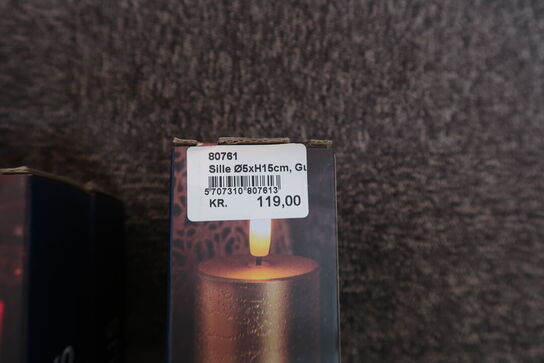 80761
Sille Ø5xH15cm, Gu
5 707310 807613
KR. 119,00